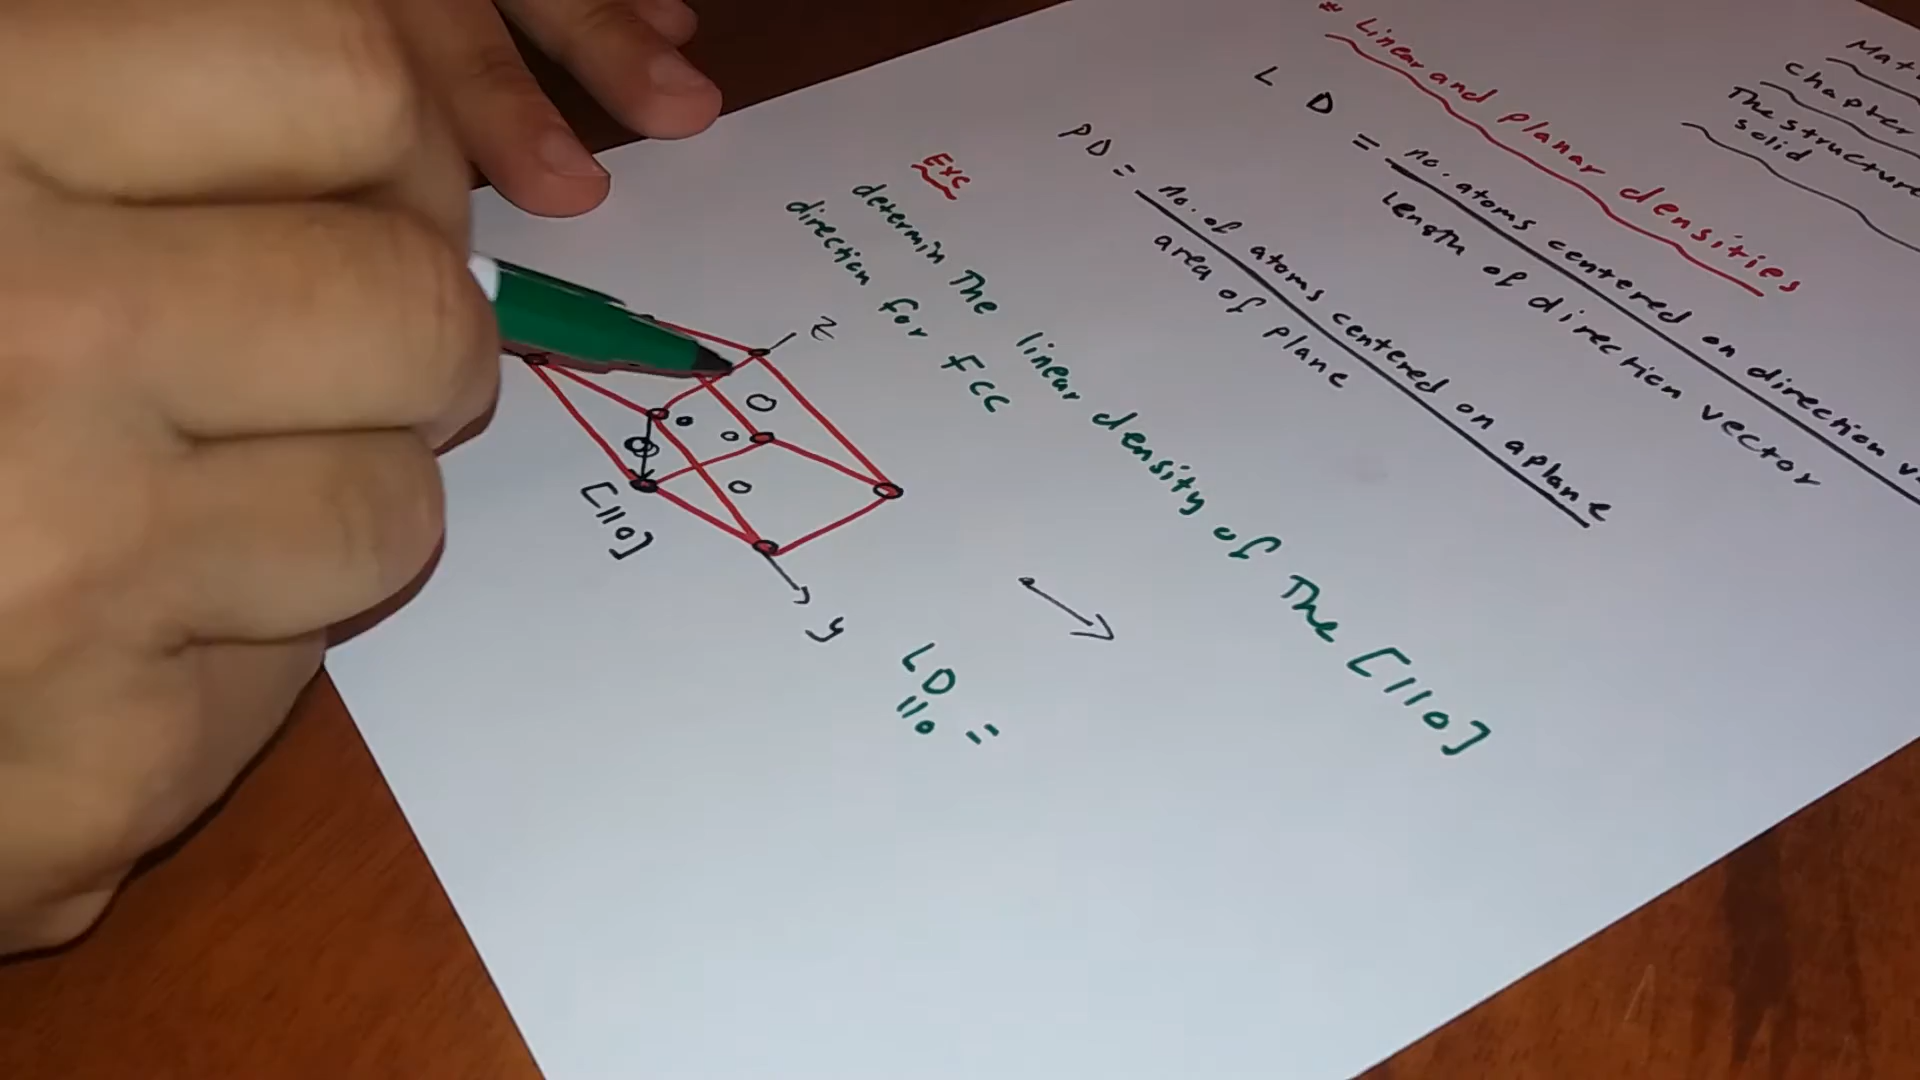 Chapter
The structure
solid
* Linear and planar densities
L D = no. atoms centered on direction
Length of direction vector
PD = no. of atoms centered on a plane
area of plane
Exc
determin The linear density of The [110]
direction for FCC
Z
[110]
y
LD110 =